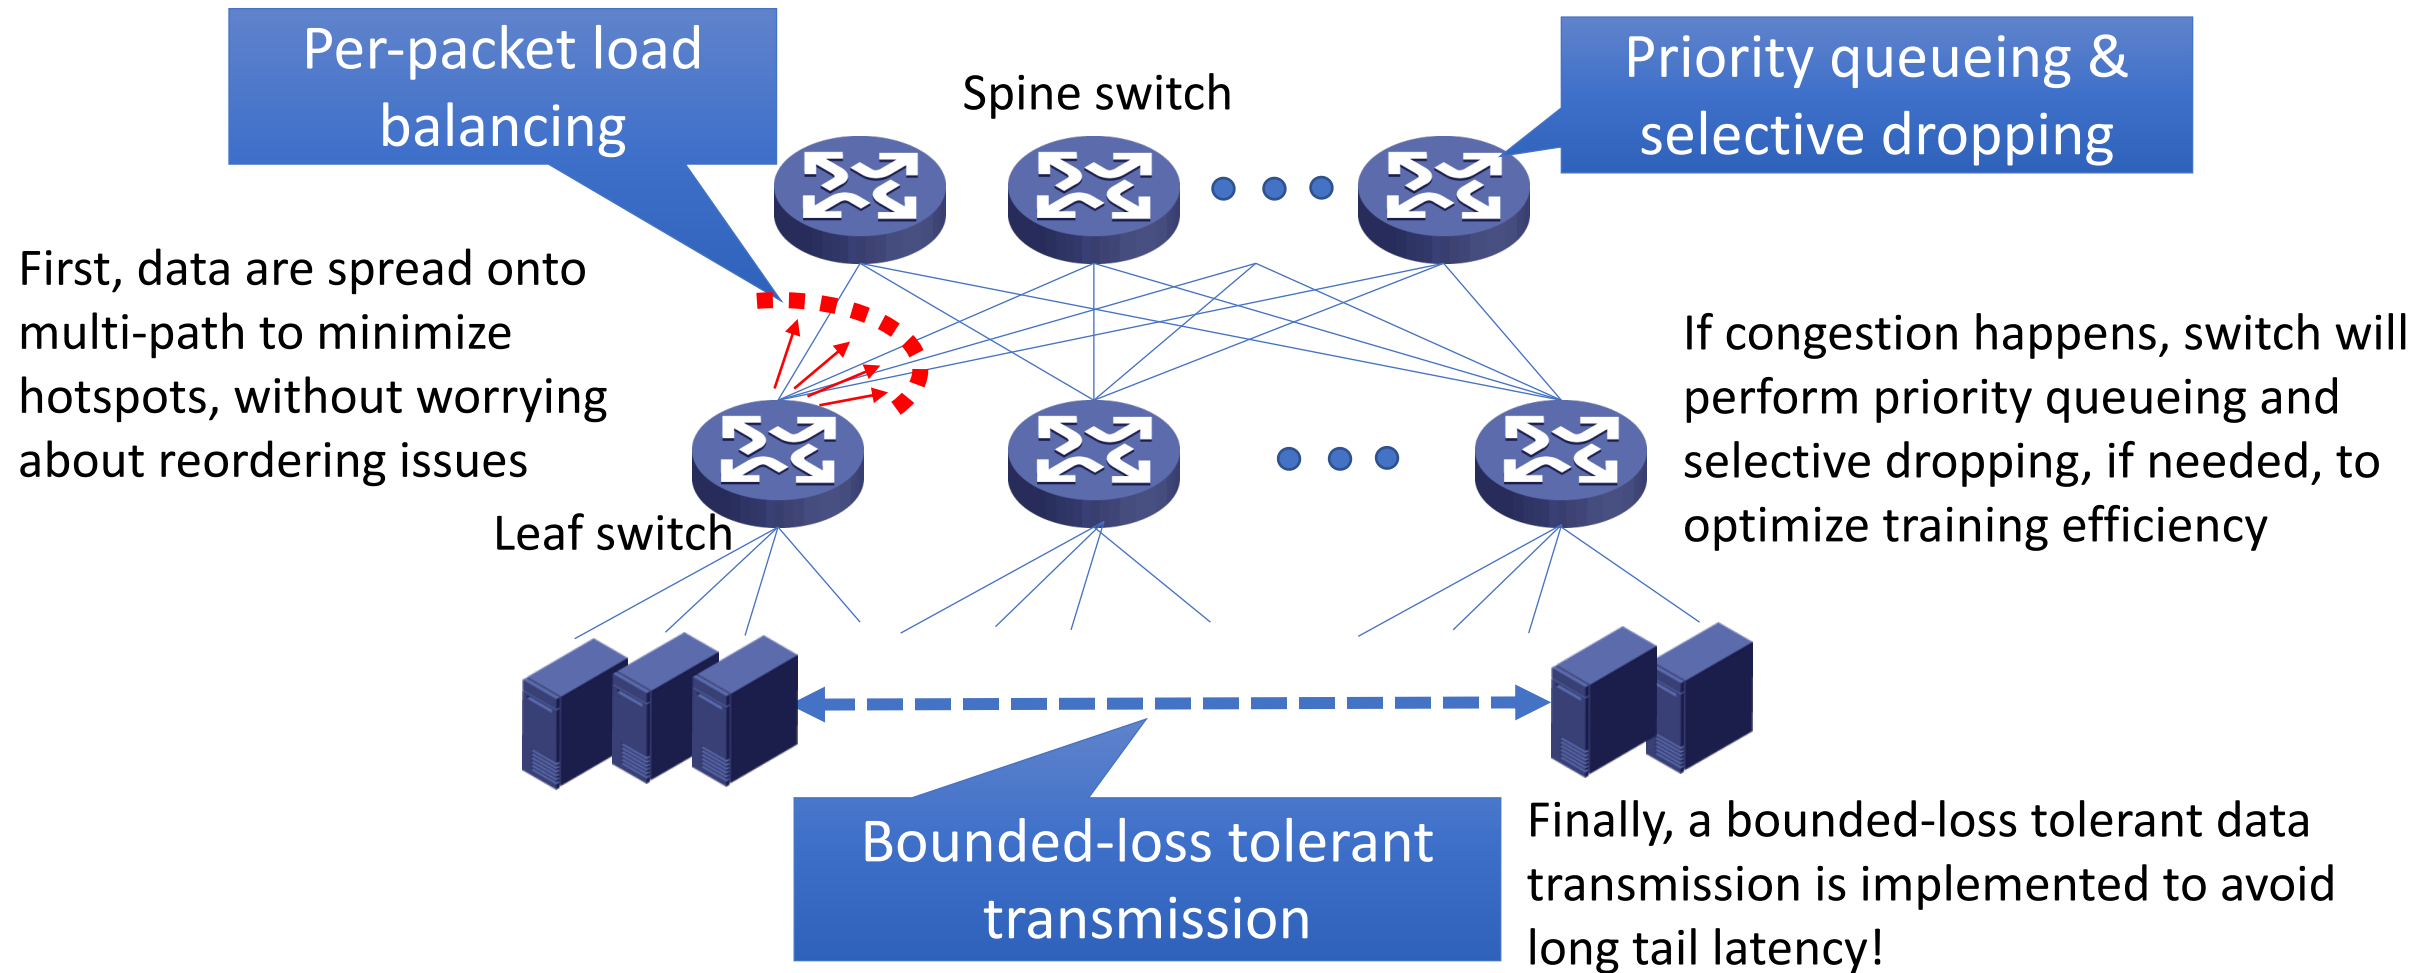 Per-packet load
balancing
Spine switch
Priority queueing &
selective dropping
First, data are spread onto
multi-path to minimize
hotspots, without worrying
about reordering issues
If congestion happens, switch will
perform priority queueing and
selective dropping, if needed, to
optimize training efficiency
Leaf switch
Bounded-loss tolerant
transmission
Finally, a bounded-loss tolerant data
transmission is implemented to avoid
long tail latency!